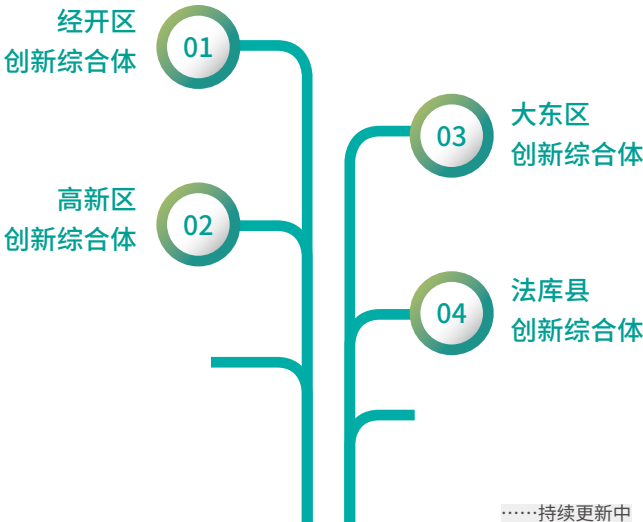 经开区
创新综合体
01
03
大东区
创新综合体
高新区
创新综合体
02
04
法库县
创新综合体
……持续更新中